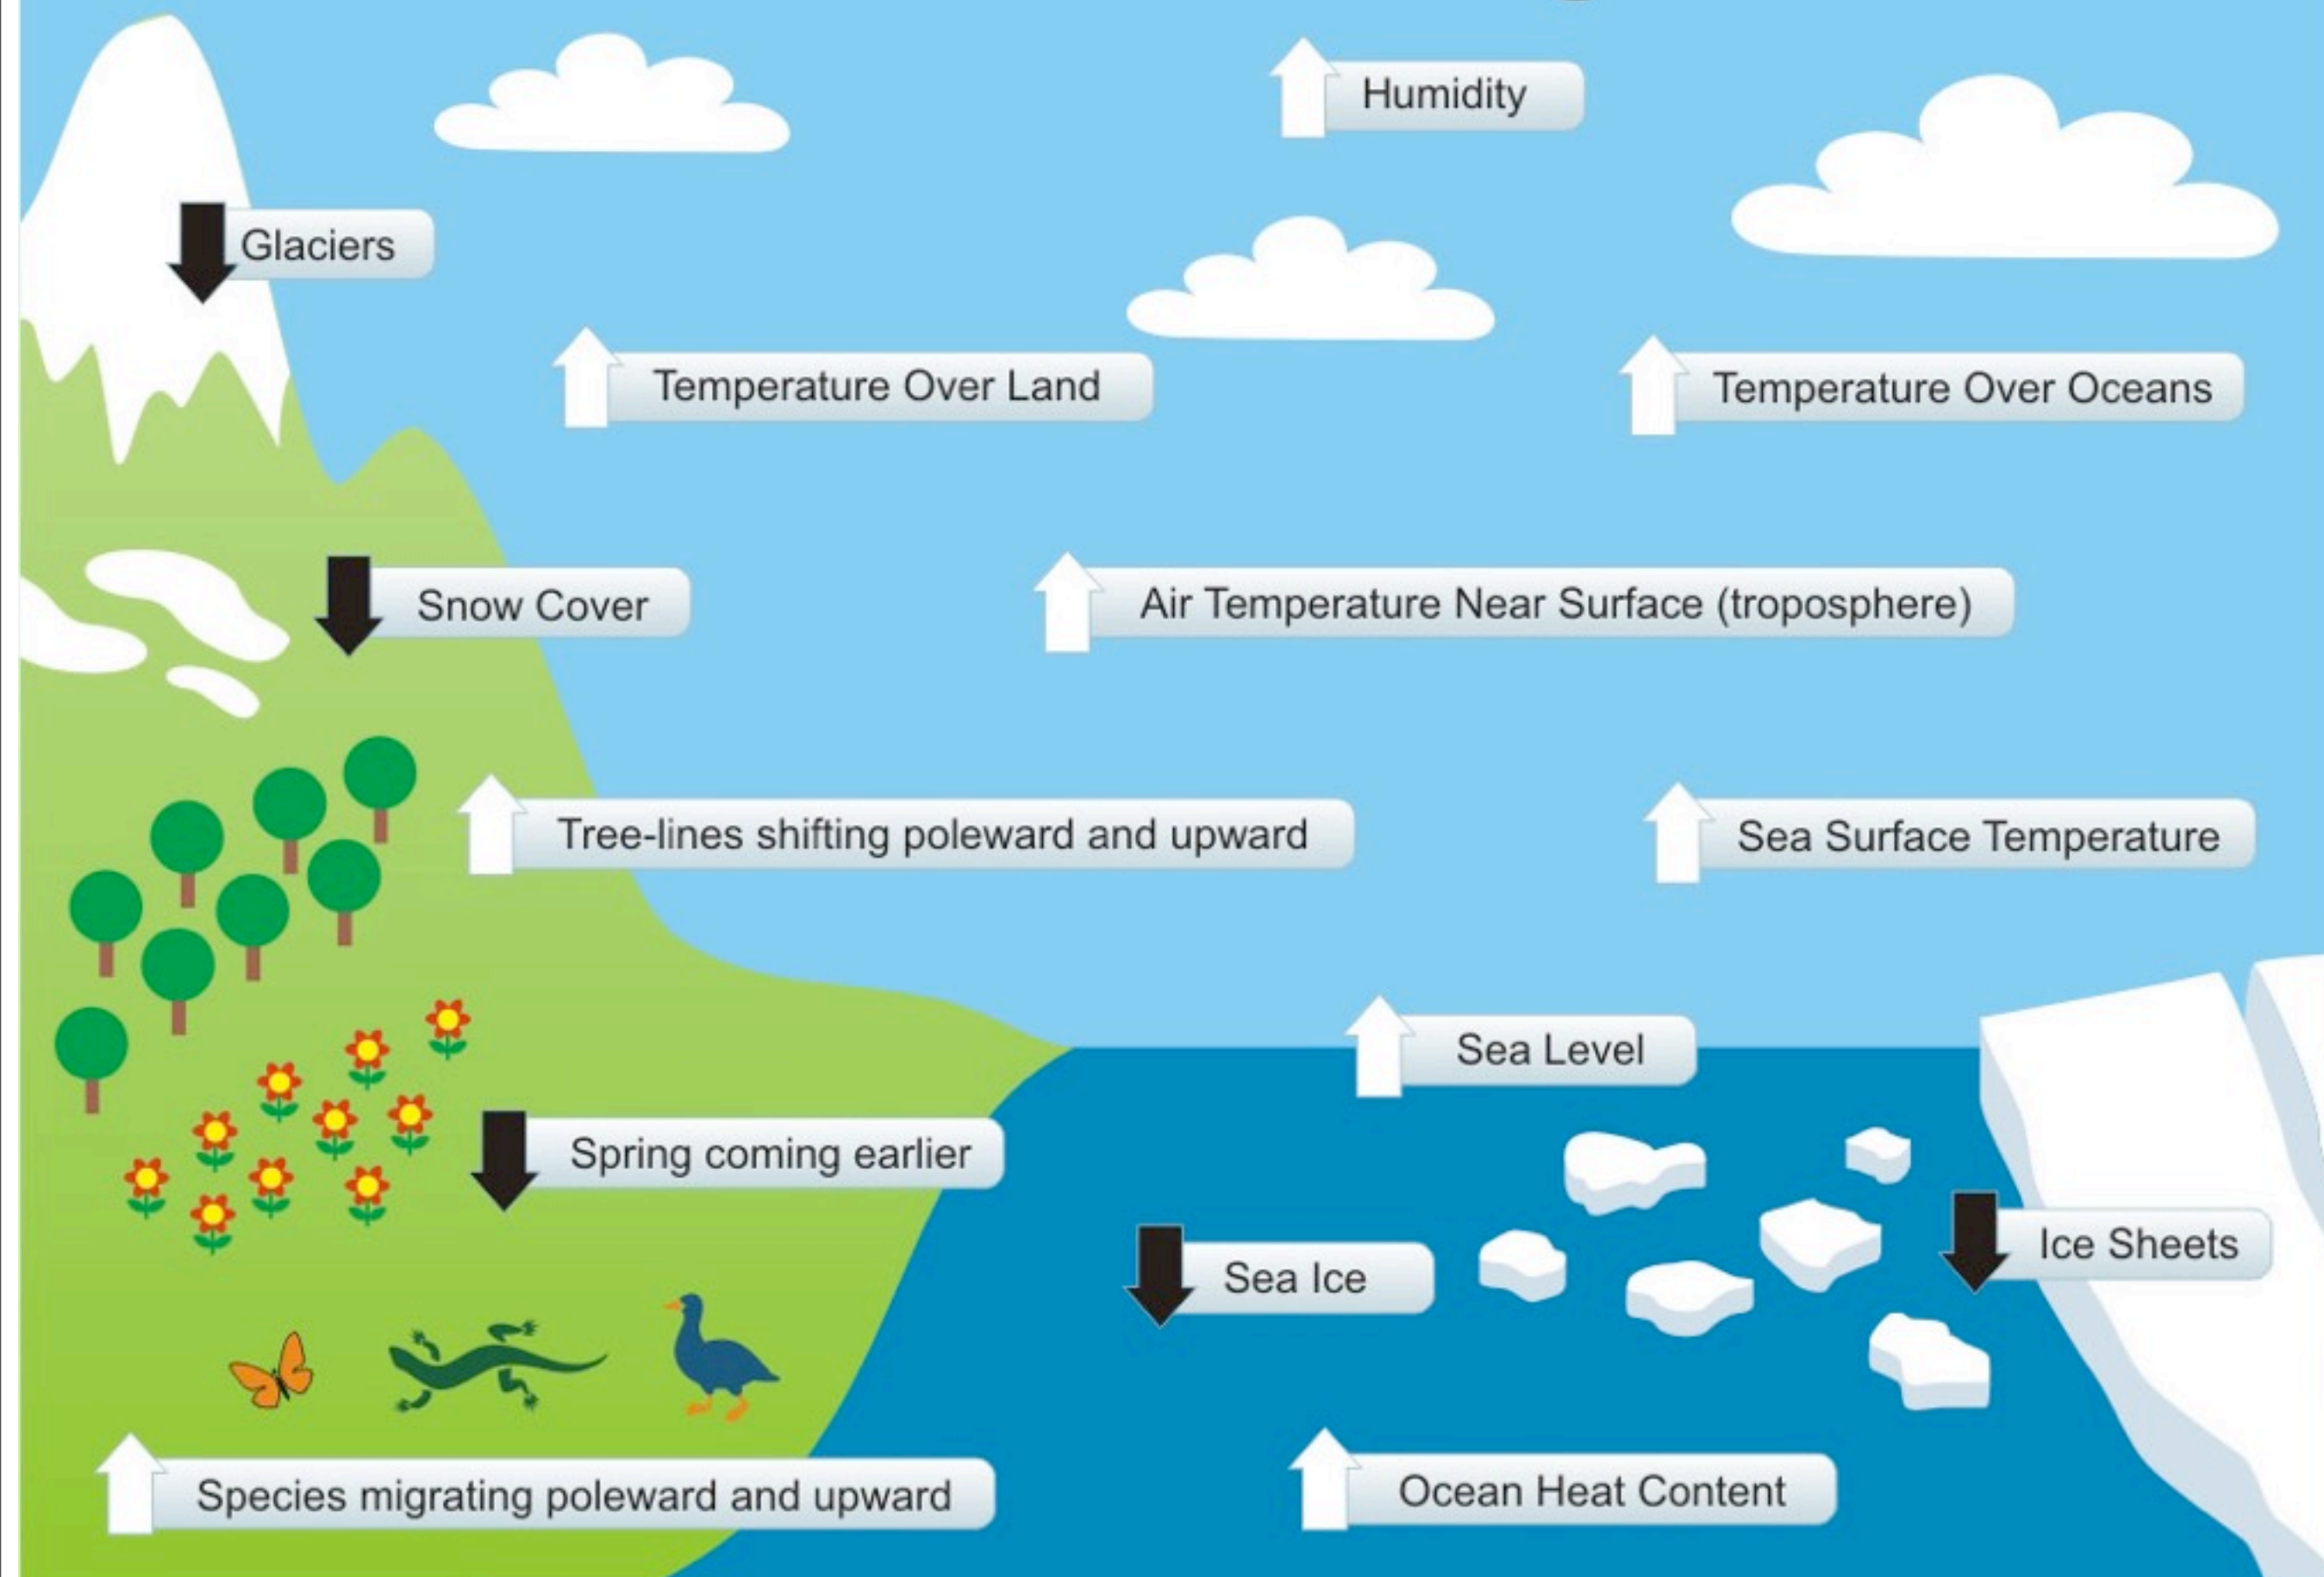 Humidity
Glaciers
Temperature Over Land
Temperature Over Oceans
Snow Cover
Air Temperature Near Surface (troposphere)
Tree-lines shifting poleward and upward
Sea Surface Temperature
Sea Level
Spring coming earlier
Ice Sheets
Sea Ice
Species migrating poleward and upward
Ocean Heat Content